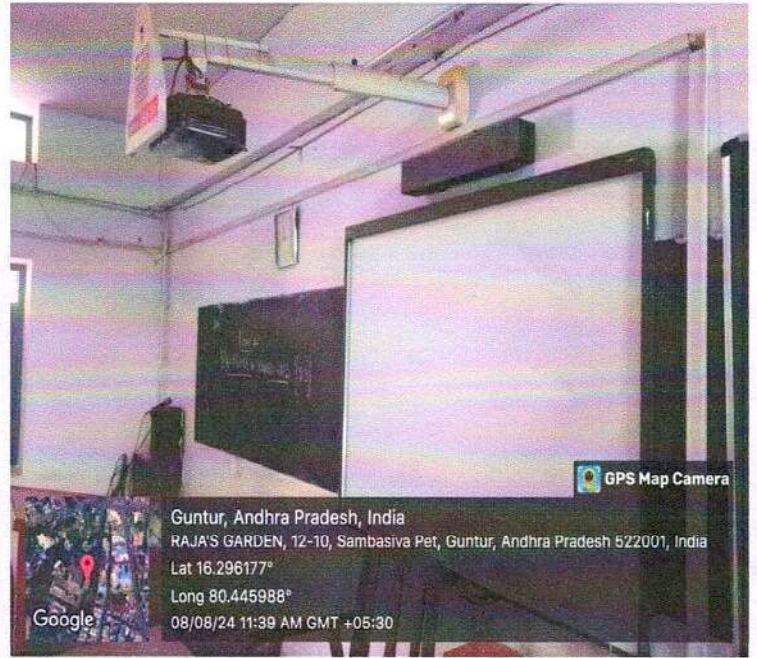 GPS Map Camera
Guntur, Andhra Pradesh, India
RAJA'S GARDEN, 12-10, Sambasiva Pet, Guntur, Andhra Pradesh 522001, India
Lat 16.296177°
Long 80.445988°
08/08/24 11:39 AM GMT +05:30
Google